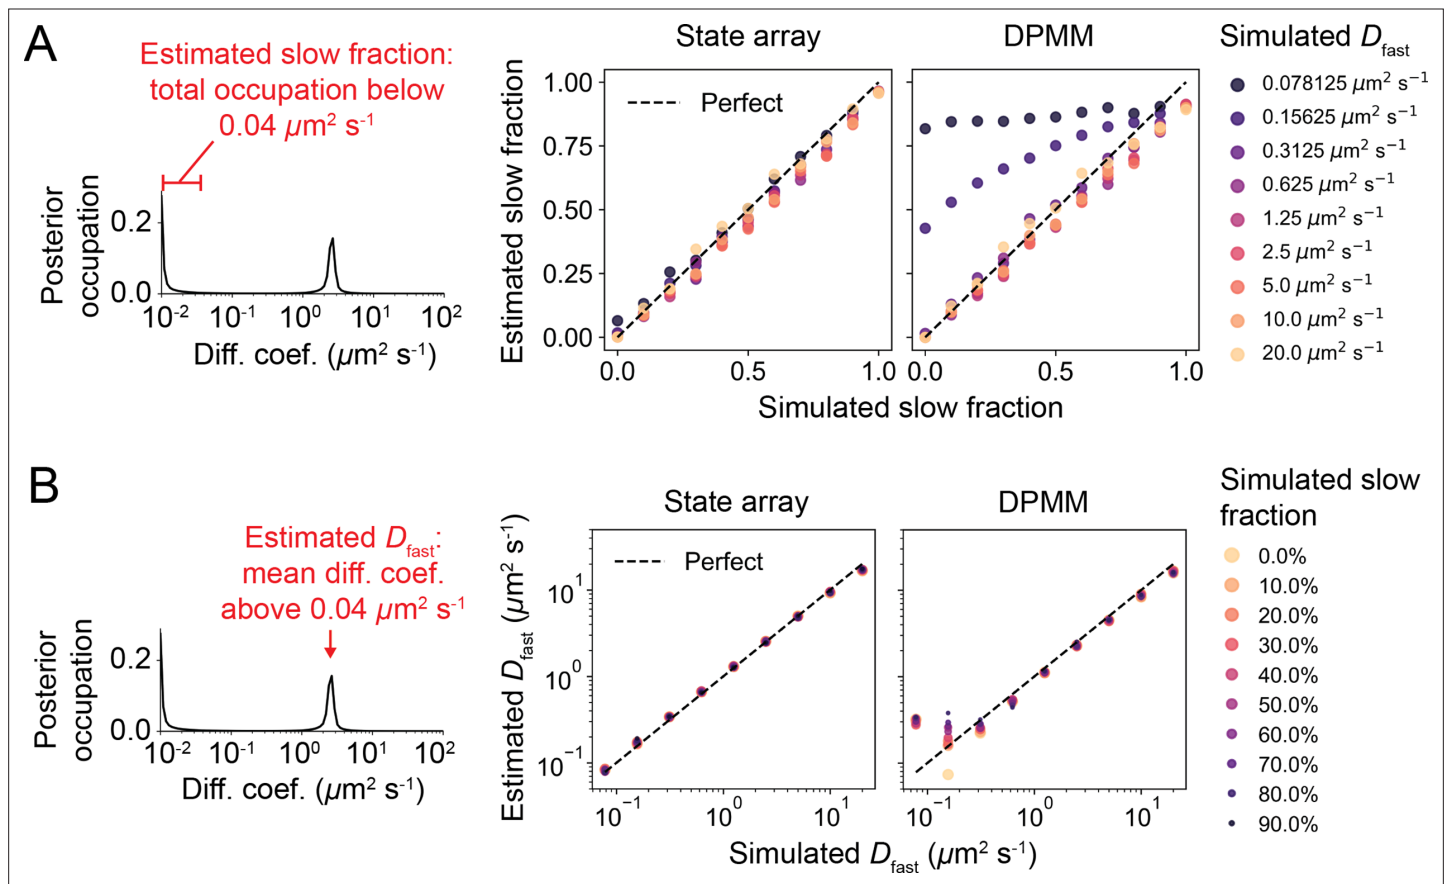 A
Estimated slow fraction:
total occupation below
0.04 µm² s⁻¹
Posterior
occupation
0.2
0.0
10⁻² 10⁻¹ 10⁰ 10¹ 10²
Diff. coef. (µm² s⁻¹)
State array
DPMM
Perfect
Estimated slow fraction
1.00
0.75
0.50
0.25
0.00
0.0 0.5 1.0
0.0 0.5 1.0
Simulated slow fraction
Simulated D_fast
0.078125 µm² s⁻¹
0.15625 µm² s⁻¹
0.3125 µm² s⁻¹
0.625 µm² s⁻¹
1.25 µm² s⁻¹
2.5 µm² s⁻¹
5.0 µm² s⁻¹
10.0 µm² s⁻¹
20.0 µm² s⁻¹
B
Estimated D_fast:
mean diff. coef.
above 0.04 µm² s⁻¹
Posterior
occupation
0.2
0.0
10⁻² 10⁻¹ 10⁰ 10¹ 10²
Diff. coef. (µm² s⁻¹)
State array
DPMM
Perfect
Estimated D_fast (µm² s⁻¹)
10¹
10⁰
10⁻¹
10⁻¹ 10⁰ 10¹
10⁻¹ 10⁰ 10¹
Simulated D_fast (µm² s⁻¹)
Simulated slow
fraction
0.0%
10.0%
20.0%
30.0%
40.0%
50.0%
60.0%
70.0%
80.0%
90.0%